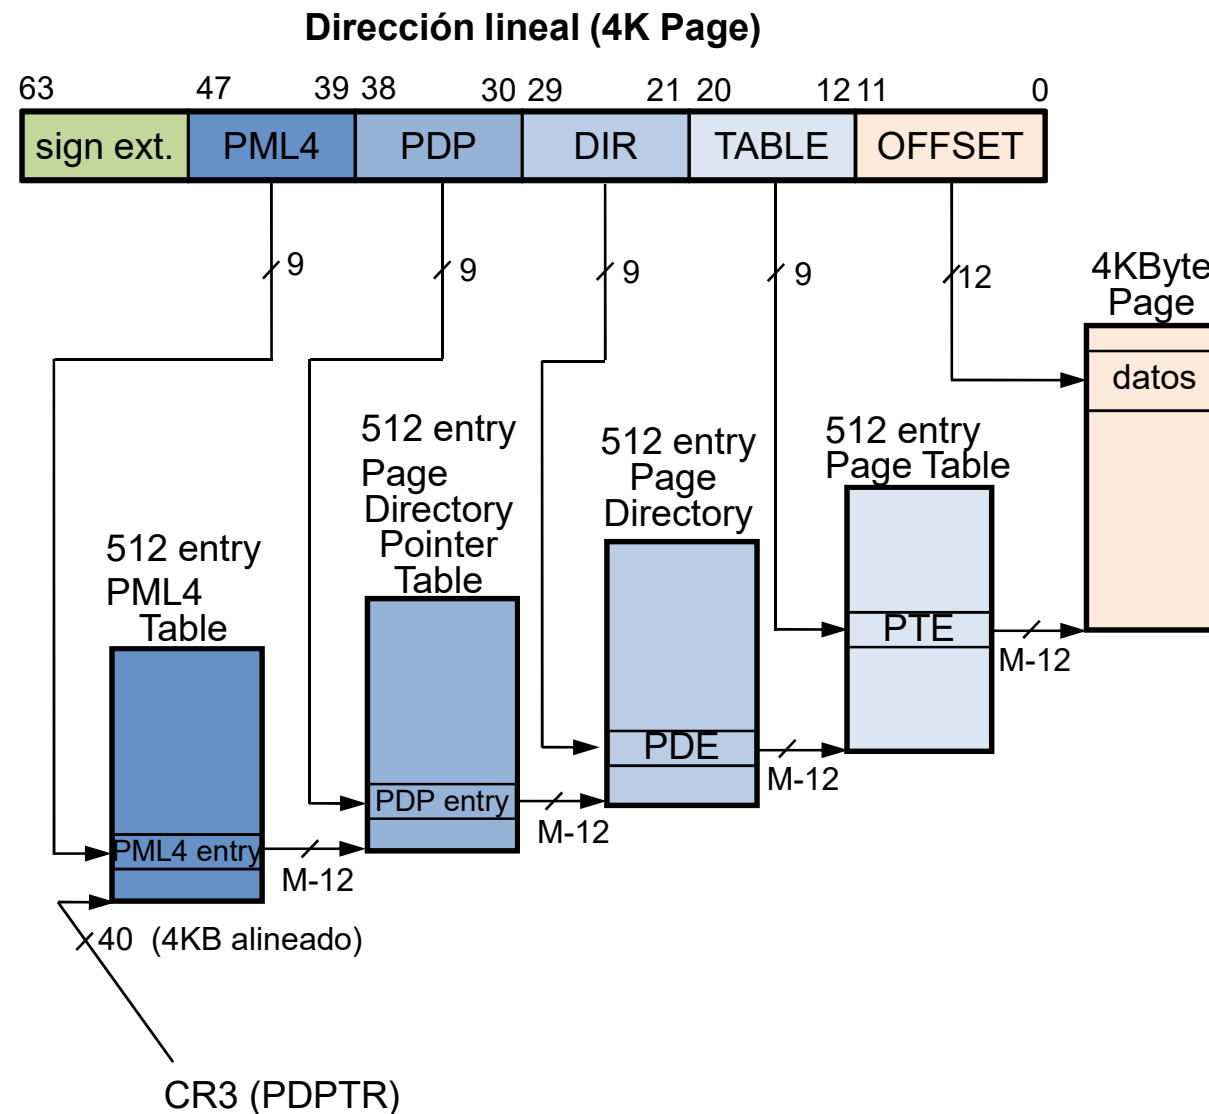 Dirección lineal (4K Page)
63 47 39 38 30 29 21 20 12 11 0
sign ext. PML4 PDP DIR TABLE OFFSET
9 9 9 9 12
4KByte
Page
datos
512 entry
Page
Directory
Pointer
Table
512 entry
Page
Directory
512 entry
Page Table
512 entry
PML4
Table
PTE
M-12
PDE
M-12
PDP entry
M-12
PML4 entry
M-12
40 (4KB alineado)
CR3 (PDPTR)